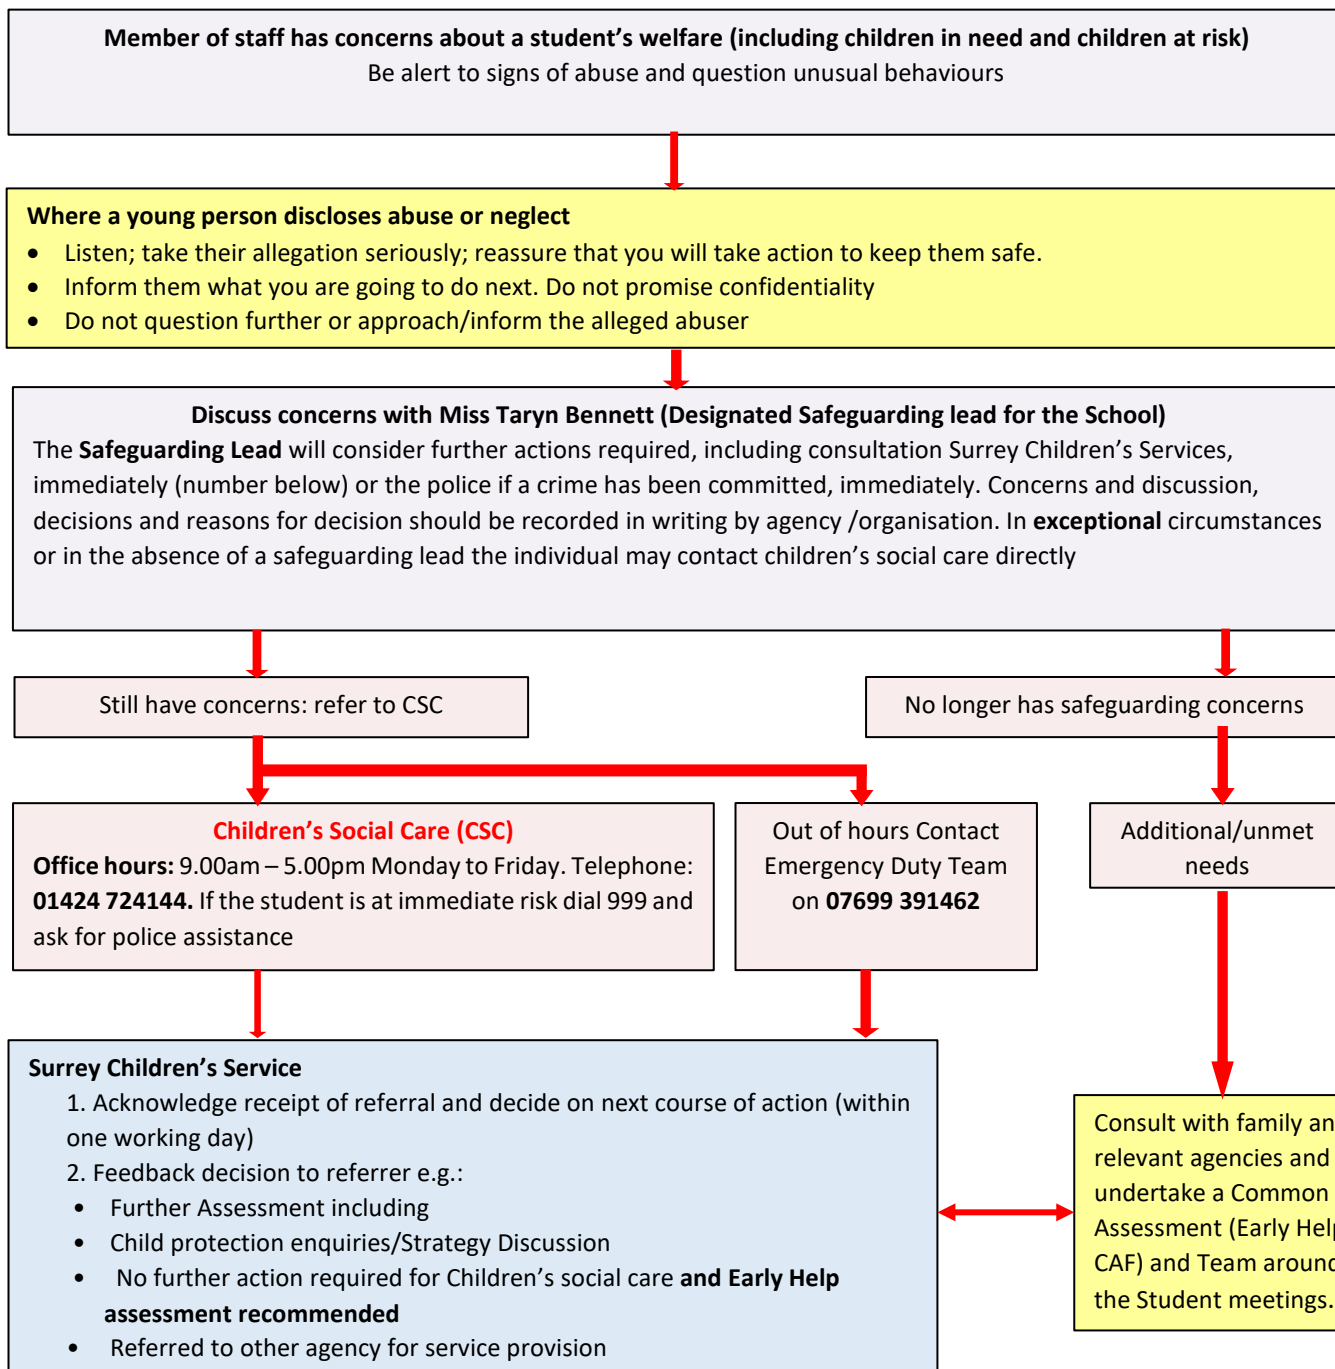 Member of staff has concerns about a student’s welfare (including children in need and children at risk)
Be alert to signs of abuse and question unusual behaviours
Where a young person discloses abuse or neglect
• Listen; take their allegation seriously; reassure that you will take action to keep them safe.
• Inform them what you are going to do next. Do not promise confidentiality
• Do not question further or approach/inform the alleged abuser
Discuss concerns with Miss Taryn Bennett (Designated Safeguarding lead for the School)
The Safeguarding Lead will consider further actions required, including consultation Surrey Children’s Services,
immediately (number below) or the police if a crime has been committed, immediately. Concerns and discussion,
decisions and reasons for decision should be recorded in writing by agency /organisation. In exceptional circumstances
or in the absence of a safeguarding lead the individual may contact children’s social care directly
Still have concerns: refer to CSC
No longer has safeguarding concerns
Children’s Social Care (CSC)
Office hours: 9.00am – 5.00pm Monday to Friday. Telephone:
01424 724144. If the student is at immediate risk dial 999 and
ask for police assistance
Out of hours Contact
Emergency Duty Team
on 07699 391462
Additional/unmet
needs
Surrey Children’s Service
1. Acknowledge receipt of referral and decide on next course of action (within
one working day)
2. Feedback decision to referrer e.g.:
• Further Assessment including
• Child protection enquiries/Strategy Discussion
• No further action required for Children’s social care and Early Help
assessment recommended
• Referred to other agency for service provision
Consult with family an
relevant agencies and
undertake a Common
Assessment (Early Help
CAF) and Team around
the Student meetings.